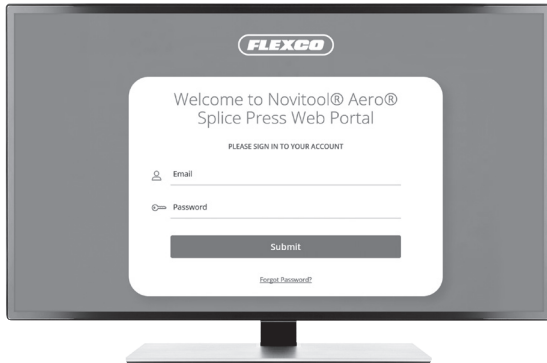 FLEXCO
Welcome to Novitool® Aero®
Splice Press Web Portal
PLEASE SIGN IN TO YOUR ACCOUNT
Email
Password
Submit
Forgot Password?